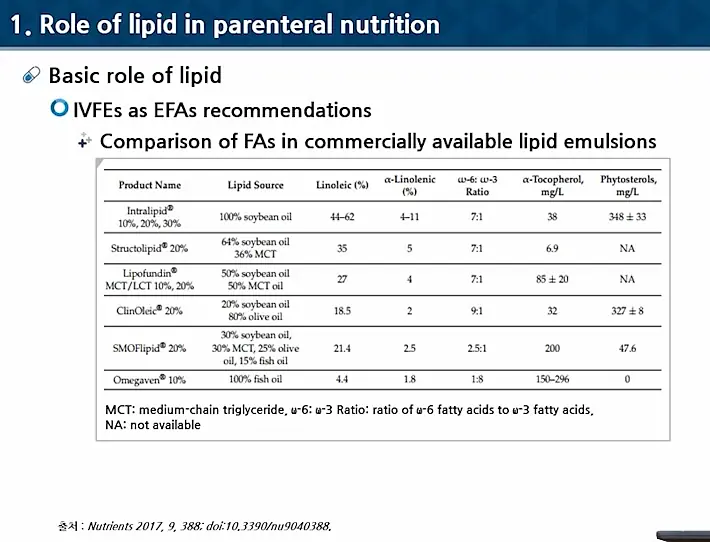 1. Role of lipid in parenteral nutrition
Basic role of lipid
IVFEs as EFAs recommendations
Comparison of FAs in commercially available lipid emulsions
Product Name Lipid Source Linoleic (%) α-Linolenic (%) ω-6: ω-3 Ratio α-Tocopherol, mg/L Phytosterols, mg/L
Intralipid® 10%, 20%, 30% 100% soybean oil 44–62 4–11 7:1 38 348 ± 33
Structolipid® 20% 64% soybean oil 36% MCT 35 5 7:1 6.9 NA
Lipofundin® MCT/LCT 10%, 20% 50% soybean oil 50% MCT oil 27 4 7:1 85 ± 20 NA
ClinOleic® 20% 20% soybean oil 80% olive oil 18.5 2 9:1 32 327 ± 8
SMOFlipid® 20% 30% soybean oil, 30% MCT, 25% olive oil, 15% fish oil 21.4 2.5 2.5:1 200 47.6
Omegaven® 10% 100% fish oil 4.4 1.8 1:8 150–296 0
MCT: medium-chain triglyceride, ω-6: ω-3 Ratio: ratio of ω-6 fatty acids to ω-3 fatty acids,
NA: not available
출처 : Nutrients 2017, 9, 388; doi:10.3390/nu9040388.